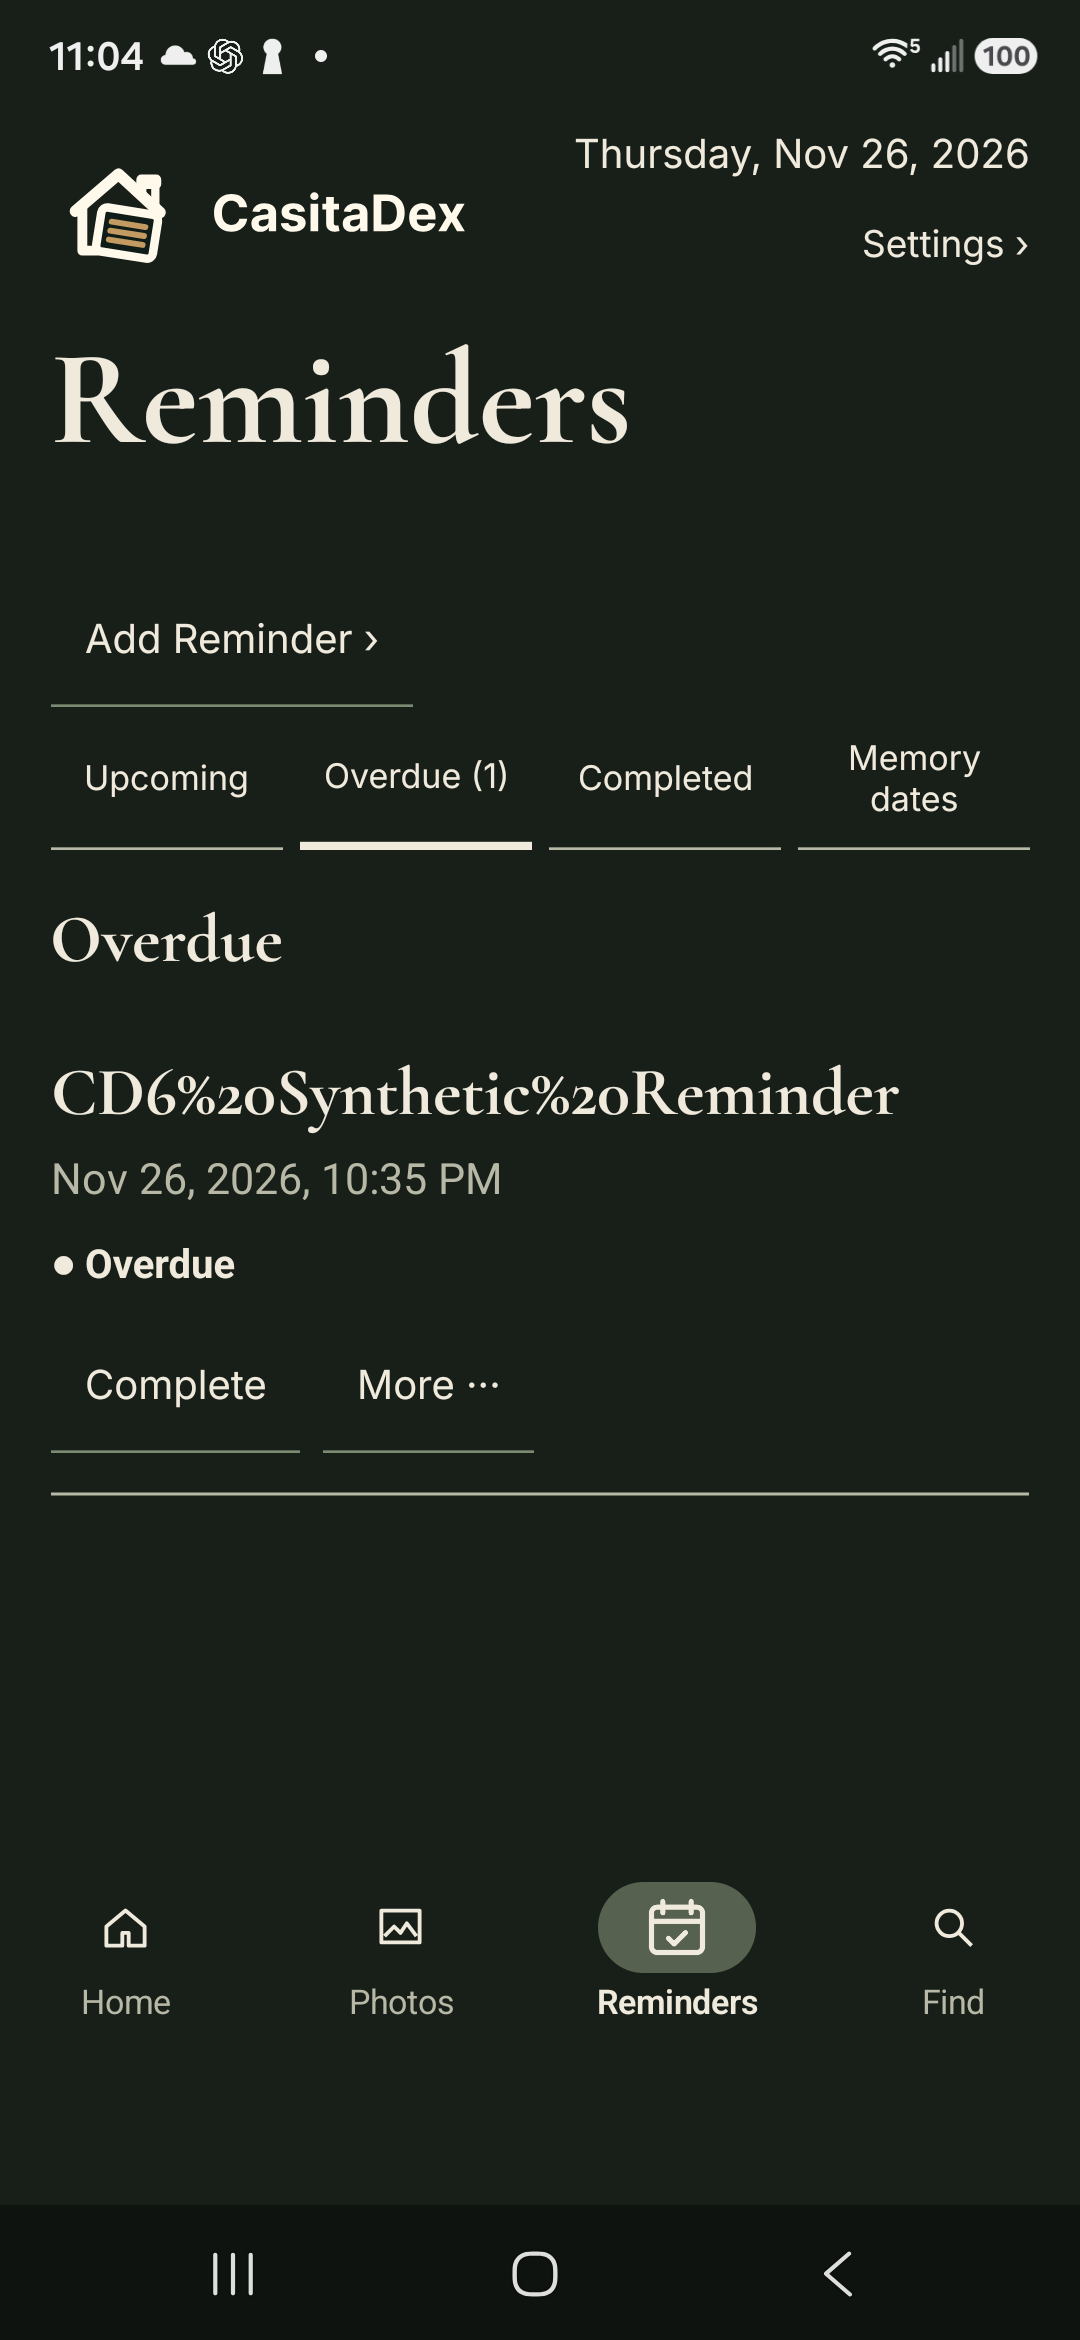 11:04
5
100
Thursday, Nov 26, 2026
CasitaDex
Settings ›
Reminders
Add Reminder ›
Upcoming
Overdue (1)
Completed
Memory
dates
Overdue
CD6%20Synthetic%20Reminder
Nov 26, 2026, 10:35 PM
● Overdue
Complete
More ···
Home
Photos
Reminders
Find